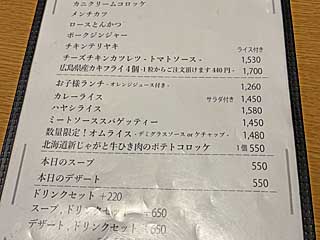 カニクリームコロッケ
メンチカツ
ロースとんかつ
ポークジンジャー
チキンテリヤキ ライス付き
チーズチキンカツレツ・トマトソース・ 1,530
広島県産カキフライ4個・1粒からご注文頂けます 440円・ 1,700
お子様ランチ・オレンジジュース付き・ 1,260
カレーライス サラダ付き 1,450
ハヤシライス 1,580
ミートソーススパゲッティー 1,450
数量限定!オムライス・デミグラスソース or ケチャップ・ 1,480
北海道新じゃがと牛ひき肉のポテトコロッケ 1個 550
本日のスープ 550
本日のデザート 550
ドリンクセット +220
スープ、ドリンクセット +650
デザート、ドリンクセット +650